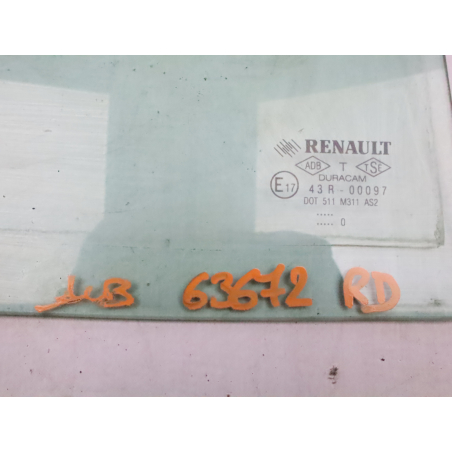 RENAULT
ADB T TSE
DURACAM
E17 43R-00097
DOT 511 M311 AS2
.....
..... 0
63672 RD